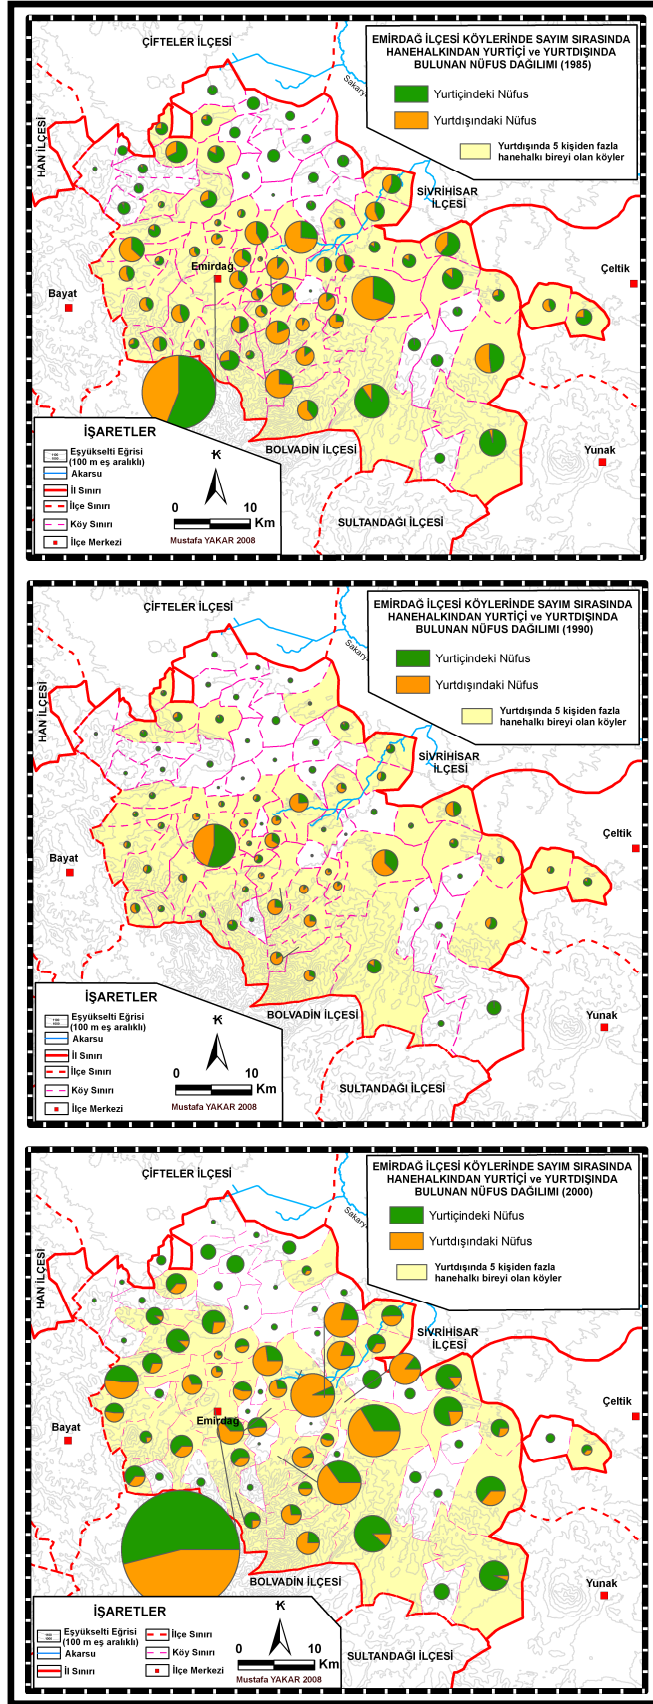 ÇİFTELER İLÇESİ
EMİRDAĞ İLÇESİ KÖYLERİNDE SAYIM SIRASINDA
HANEHALKINDAN YURTİÇİ ve YURTDIŞINDA
BULUNAN NÜFUS DAĞILIMI (1985)
Yurtiçindeki Nüfus
Yurtdışındaki Nüfus
Yurtdışında 5 kişiden fazla
hanehalkı bireyi olan köyler
HAN İLÇESİ
SİVRİHİSAR
İLÇESİ
Emirdağ
Çeltik
Bayat
Yunak
BOLVADİN İLÇESİ
SULTANDAĞI İLÇESİ
İŞARETLER
Eşyükselti Eğrisi
(100 m eş aralıklı)
Akarsu
İl Sınırı
İlçe Sınırı
Köy Sınırı
İlçe Merkezi
K
0 10
Km
Mustafa YAKAR 2008
ÇİFTELER İLÇESİ
EMİRDAĞ İLÇESİ KÖYLERİNDE SAYIM SIRASINDA
HANEHALKINDAN YURTİÇİ ve YURTDIŞINDA
BULUNAN NÜFUS DAĞILIMI (1990)
Yurtiçindeki Nüfus
Yurtdışındaki Nüfus
Yurtdışında 5 kişiden fazla
hanehalkı bireyi olan köyler
HAN İLÇESİ
SİVRİHİSAR
İLÇESİ
Çeltik
Bayat
Yunak
BOLVADİN İLÇESİ
SULTANDAĞI İLÇESİ
İŞARETLER
Eşyükselti Eğrisi
(100 m eş aralıklı)
Akarsu
İl Sınırı
İlçe Sınırı
Köy Sınırı
İlçe Merkezi
K
0 10
Km
Mustafa YAKAR 2008
ÇİFTELER İLÇESİ
EMİRDAĞ İLÇESİ KÖYLERİNDE SAYIM SIRASINDA
HANEHALKINDAN YURTİÇİ ve YURTDIŞINDA
BULUNAN NÜFUS DAĞILIMI (2000)
Yurtiçindeki Nüfus
Yurtdışındaki Nüfus
Yurtdışında 5 kişiden fazla
hanehalkı bireyi olan köyler
HAN İLÇESİ
SİVRİHİSAR
İLÇESİ
Emirdağ
Çeltik
Bayat
Yunak
BOLVADİN İLÇESİ
SULTANDAĞI İLÇESİ
İŞARETLER
Eşyükselti Eğrisi
(100 m eş aralıklı)
Akarsu
İl Sınırı
İlçe Sınırı
Köy Sınırı
İlçe Merkezi
K
0 10
Km
Mustafa YAKAR 2008